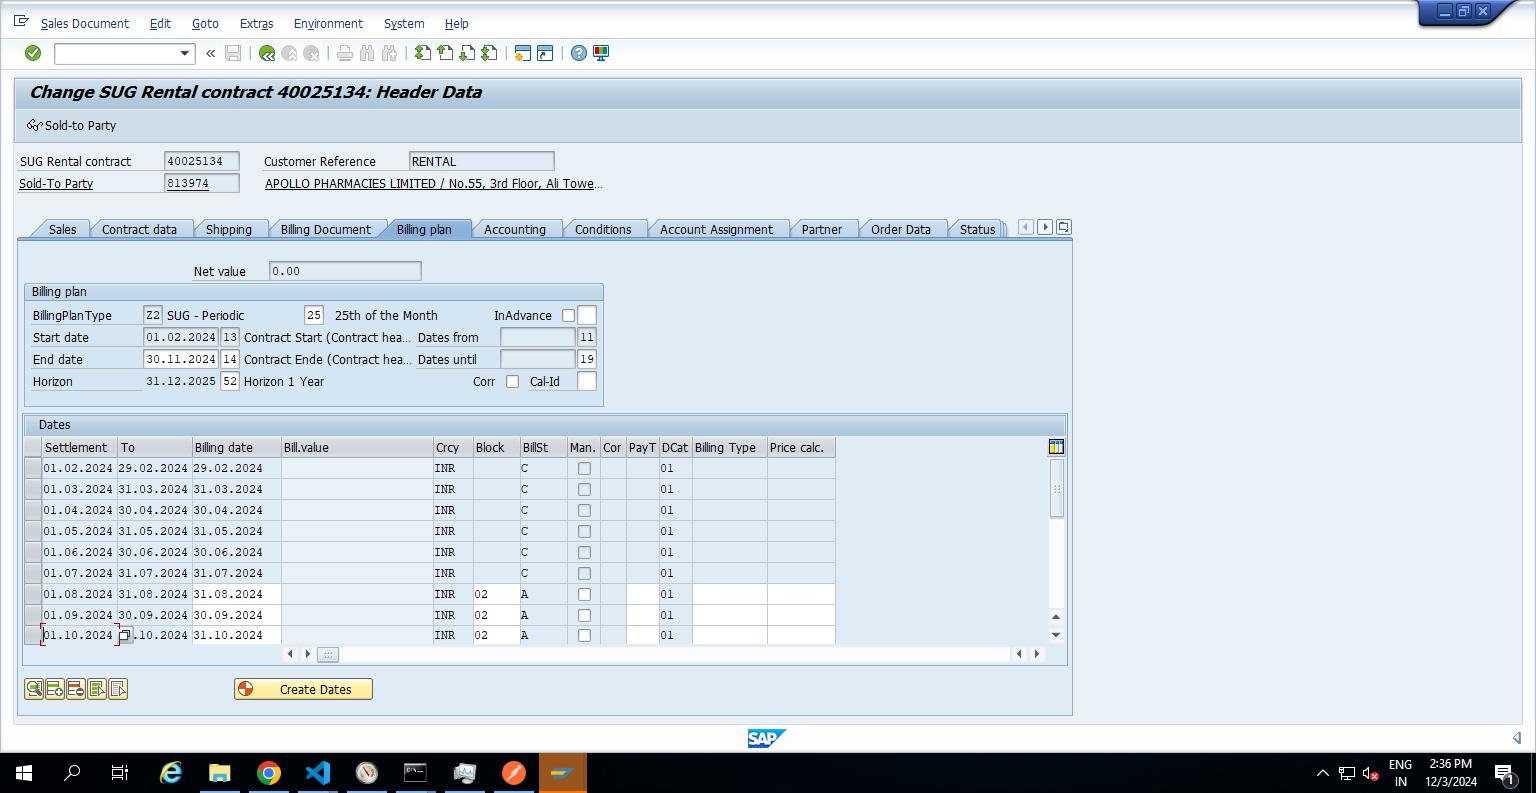 Sales Document Edit Goto Extras Environment System Help
Change SUG Rental contract 40025134: Header Data
Sold-to Party
SUG Rental contract 40025134 Customer Reference RENTAL
Sold-To Party 813974 APOLLO PHARMACIES LIMITED / No.55, 3rd Floor, Ali Towe...
Sales Contract data Shipping Billing Document Billing plan Accounting Conditions Account Assignment Partner Order Data Status
Net value 0.00
Billing plan
BillingPlanType Z2 SUG - Periodic 25 25th of the Month InAdvance
Start date 01.02.2024 13 Contract Start (Contract hea... Dates from 11
End date 30.11.2024 14 Contract Ende (Contract hea... Dates until 19
Horizon 31.12.2025 52 Horizon 1 Year Corr Cal-Id
Dates
Settlement To Billing date Bill.value Crcy Block BillSt Man. Cor PayT DCat Billing Type Price calc.
01.02.2024 29.02.2024 29.02.2024 INR C 01
01.03.2024 31.03.2024 31.03.2024 INR C 01
01.04.2024 30.04.2024 30.04.2024 INR C 01
01.05.2024 31.05.2024 31.05.2024 INR C 01
01.06.2024 30.06.2024 30.06.2024 INR C 01
01.07.2024 31.07.2024 31.07.2024 INR C 01
01.08.2024 31.08.2024 31.08.2024 INR 02 A 01
01.09.2024 30.09.2024 30.09.2024 INR 02 A 01
01.10.2024 .10.2024 31.10.2024 INR 02 A 01
Create Dates
SAP
ENG 2:36 PM
IN 12/3/2024 1